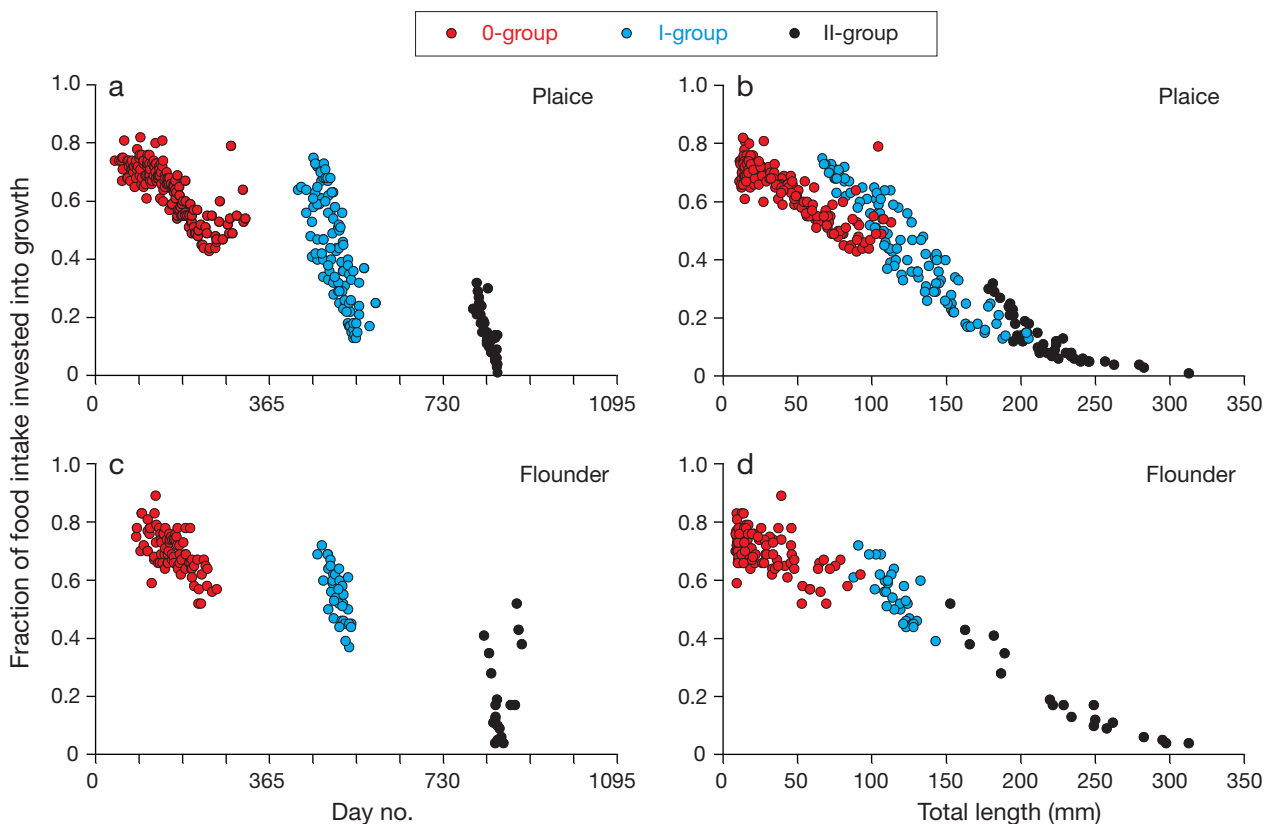 0-group I-group II-group
Fraction of food intake invested into growth
a Plaice
1.0
0.8
0.6
0.4
0.2
0
0 365 730 1095
b Plaice
1.0
0.8
0.6
0.4
0.2
0
0 50 100 150 200 250 300 350
c Flounder
1.0
0.8
0.6
0.4
0.2
0
0 365 730 1095
Day no.
d Flounder
1.0
0.8
0.6
0.4
0.2
0
0 50 100 150 200 250 300 350
Total length (mm)